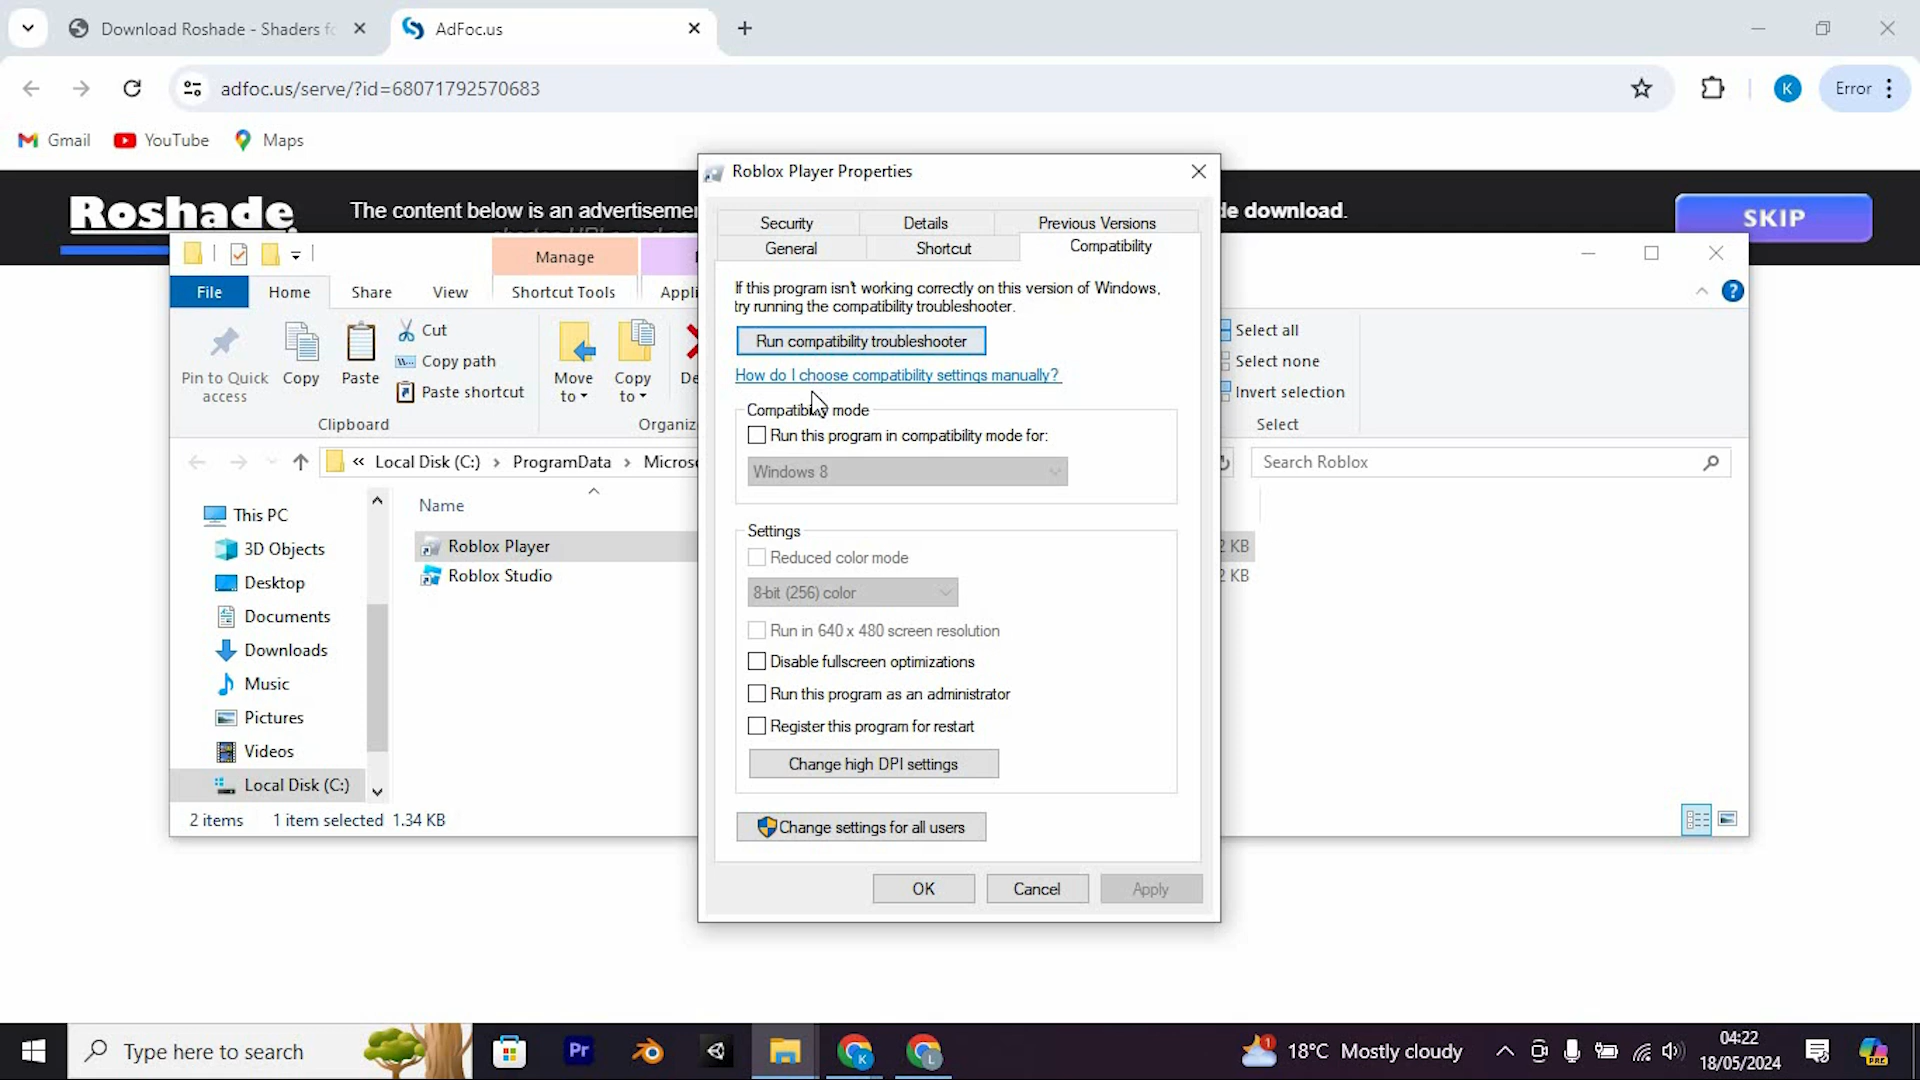 Download Roshade - Shaders fo
AdFoc.us
adfoc.us/serve/?id=68071792570683
K
Error
Gmail
YouTube
Maps
Roshade.
The content below is an advertisemen
de download.
SKIP
Manage
File
Home
Share
View
Shortcut Tools
Appli
Pin to Quick
access
Copy
Paste
Cut
Copy path
Paste shortcut
Clipboard
Move
to
Copy
to
De
Organiz
Select all
Select none
Invert selection
Select
« Local Disk (C:) › ProgramData › Micros
Search Roblox
This PC
3D Objects
Desktop
Documents
Downloads
Music
Pictures
Videos
Local Disk (C:)
Name
Roblox Player
2 KB
Roblox Studio
2 KB
2 items
1 item selected 1.34 KB
Roblox Player Properties
Security
Details
Previous Versions
General
Shortcut
Compatibility
If this program isn't working correctly on this version of Windows,
try running the compatibility troubleshooter.
Run compatibility troubleshooter
How do I choose compatibility settings manually?
Compatibility mode
Run this program in compatibility mode for:
Windows 8
Settings
Reduced color mode
8-bit (256) color
Run in 640 x 480 screen resolution
Disable fullscreen optimizations
Run this program as an administrator
Register this program for restart
Change high DPI settings
Change settings for all users
OK
Cancel
Apply
Type here to search
Pr
K
L
1
18°C Mostly cloudy
04:22
18/05/2024
PRE